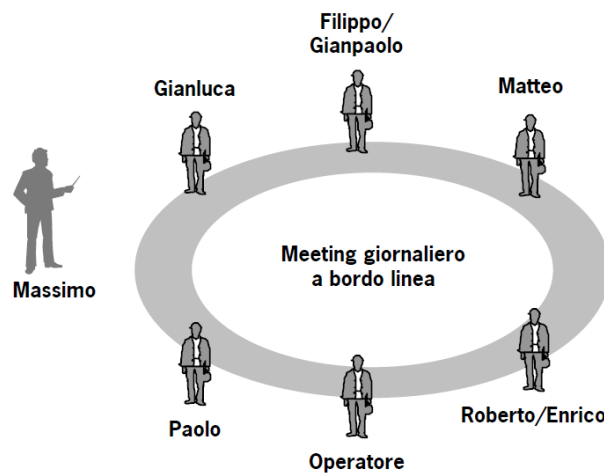 Filippo/
Gianpaolo
Gianluca
Matteo
Meeting giornaliero
a bordo linea
Massimo
Paolo
Operatore
Roberto/Enrico